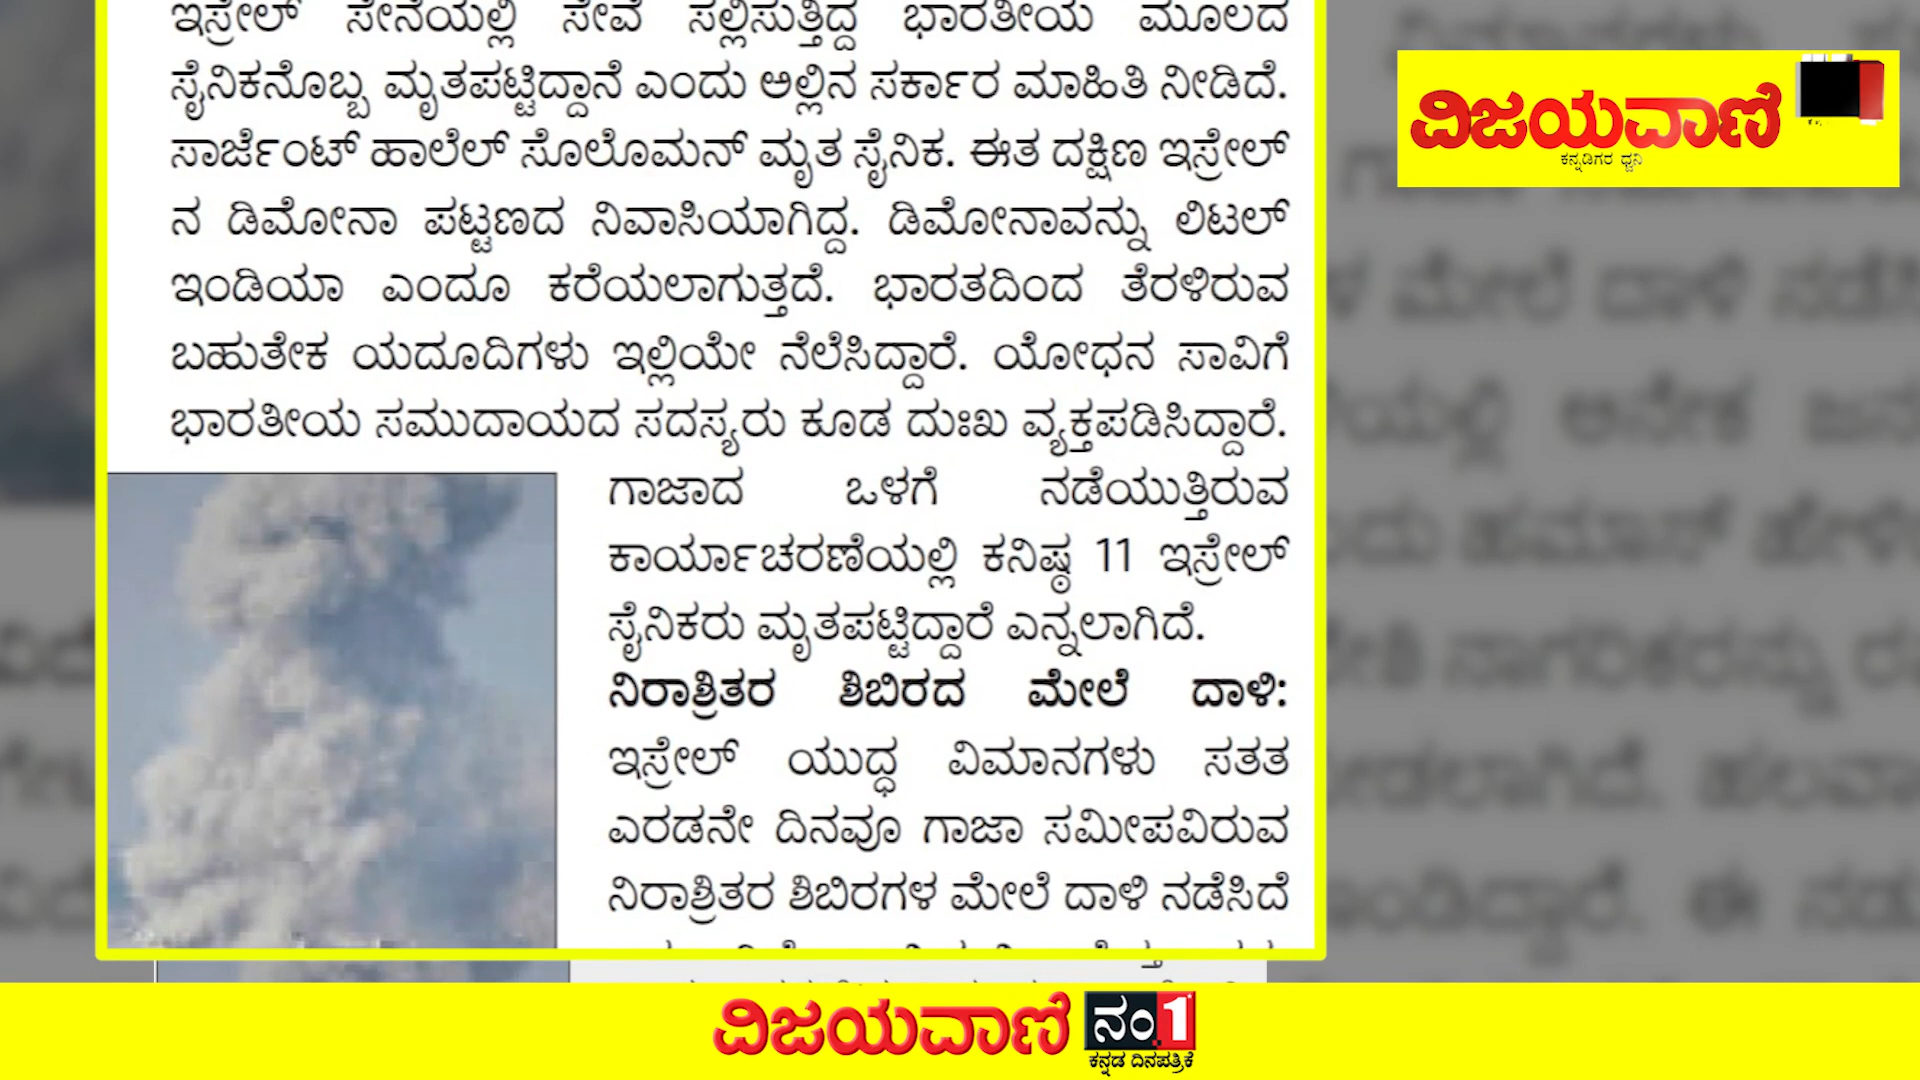 ಇಸ್ರೇಲ್ ಸೇನೆಯಲ್ಲಿ ಸೇವೆ ಸಲ್ಲಿಸುತ್ತಿದ್ದ ಭಾರತೀಯ ಮೂಲದ
ಸೈನಿಕನೊಬ್ಬ ಮೃತಪಟ್ಟಿದ್ದಾನೆ ಎಂದು ಅಲ್ಲಿನ ಸರ್ಕಾರ ಮಾಹಿತಿ ನೀಡಿದೆ.
ಸಾರ್ಜೆಂಟ್ ಹಾಲೆಲ್ ಸೊಲೊಮನ್ ಮೃತ ಸೈನಿಕ. ಈತ ದಕ್ಷಿಣ ಇಸ್ರೇಲ್
ನ ಡಿಮೋನಾ ಪಟ್ಟಣದ ನಿವಾಸಿಯಾಗಿದ್ದ. ಡಿಮೋನಾವನ್ನು ಲಿಟಲ್
ಇಂಡಿಯಾ ಎಂದೂ ಕರೆಯಲಾಗುತ್ತದೆ. ಭಾರತದಿಂದ ತೆರಳಿರುವ
ಬಹುತೇಕ ಯದೂದಿಗಳು ಇಲ್ಲಿಯೇ ನೆಲೆಸಿದ್ದಾರೆ. ಯೋಧನ ಸಾವಿಗೆ
ಭಾರತೀಯ ಸಮುದಾಯದ ಸದಸ್ಯರು ಕೂಡ ದುಃಖ ವ್ಯಕ್ತಪಡಿಸಿದ್ದಾರೆ.
ಗಾಜಾದ ಒಳಗೆ ನಡೆಯುತ್ತಿರುವ
ಕಾರ್ಯಾಚರಣೆಯಲ್ಲಿ ಕನಿಷ್ಠ 11 ಇಸ್ರೇಲ್
ಸೈನಿಕರು ಮೃತಪಟ್ಟಿದ್ದಾರೆ ಎನ್ನಲಾಗಿದೆ.
ನಿರಾಶ್ರಿತರ ಶಿಬಿರದ ಮೇಲೆ ದಾಳಿ:
ಇಸ್ರೇಲ್ ಯುದ್ಧ ವಿಮಾನಗಳು ಸತತ
ಎರಡನೇ ದಿನವೂ ಗಾಜಾ ಸಮೀಪವಿರುವ
ನಿರಾಶ್ರಿತರ ಶಿಬಿರಗಳ ಮೇಲೆ ದಾಳಿ ನಡೆಸಿದೆ
ವಿಜಯವಾಣಿ
ಕನ್ನಡಿಗರ ಧ್ವನಿ
ವಿಜಯವಾಣಿ ನಂ.1
ಕನ್ನಡ ದಿನಪತ್ರಿಕೆ